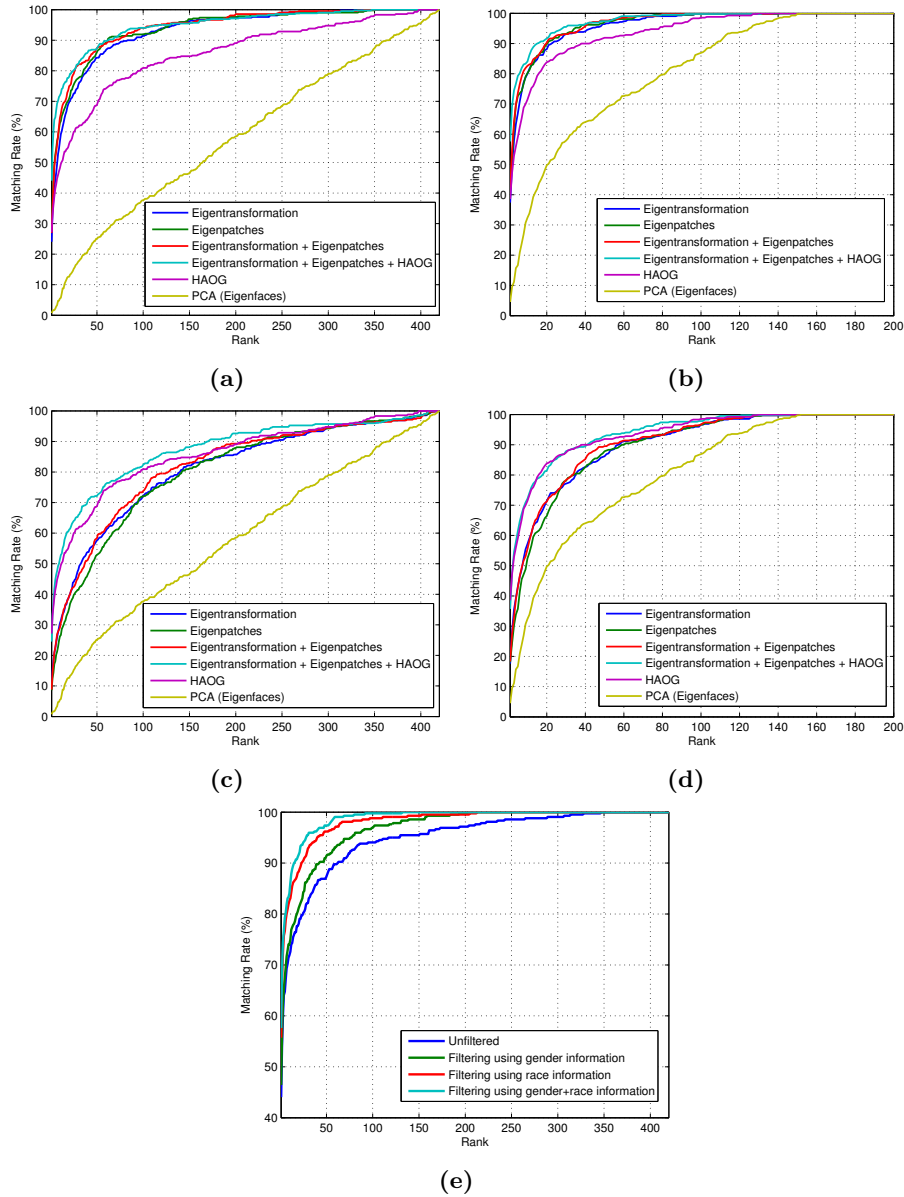 100
90
80
70
60
50
40
30
20
10
0
Matching Rate (%)
50 100 150 200 250 300 350 400
Rank
Eigentransformation
Eigenpatches
Eigentransformation + Eigenpatches
Eigentransformation + Eigenpatches + HAOG
HAOG
PCA (Eigenfaces)
(a)
100
90
80
70
60
50
40
30
20
10
0
Matching Rate (%)
20 40 60 80 100 120 140 160 180 200
Rank
Eigentransformation
Eigenpatches
Eigentransformation + Eigenpatches
Eigentransformation + Eigenpatches + HAOG
HAOG
PCA (Eigenfaces)
(b)
100
90
80
70
60
50
40
30
20
10
0
Matching Rate (%)
50 100 150 200 250 300 350 400
Rank
Eigentransformation
Eigenpatches
Eigentransformation + Eigenpatches
Eigentransformation + Eigenpatches + HAOG
HAOG
PCA (Eigenfaces)
(c)
100
90
80
70
60
50
40
30
20
10
0
Matching Rate (%)
20 40 60 80 100 120 140 160 180 200
Rank
Eigentransformation
Eigenpatches
Eigentransformation + Eigenpatches
Eigentransformation + Eigenpatches + HAOG
HAOG
PCA (Eigenfaces)
(d)
100
90
80
70
60
50
40
Matching Rate (%)
50 100 150 200 250 300 350 400
Rank
Unfiltered
Filtering using gender information
Filtering using race information
Filtering using gender+race information
(e)